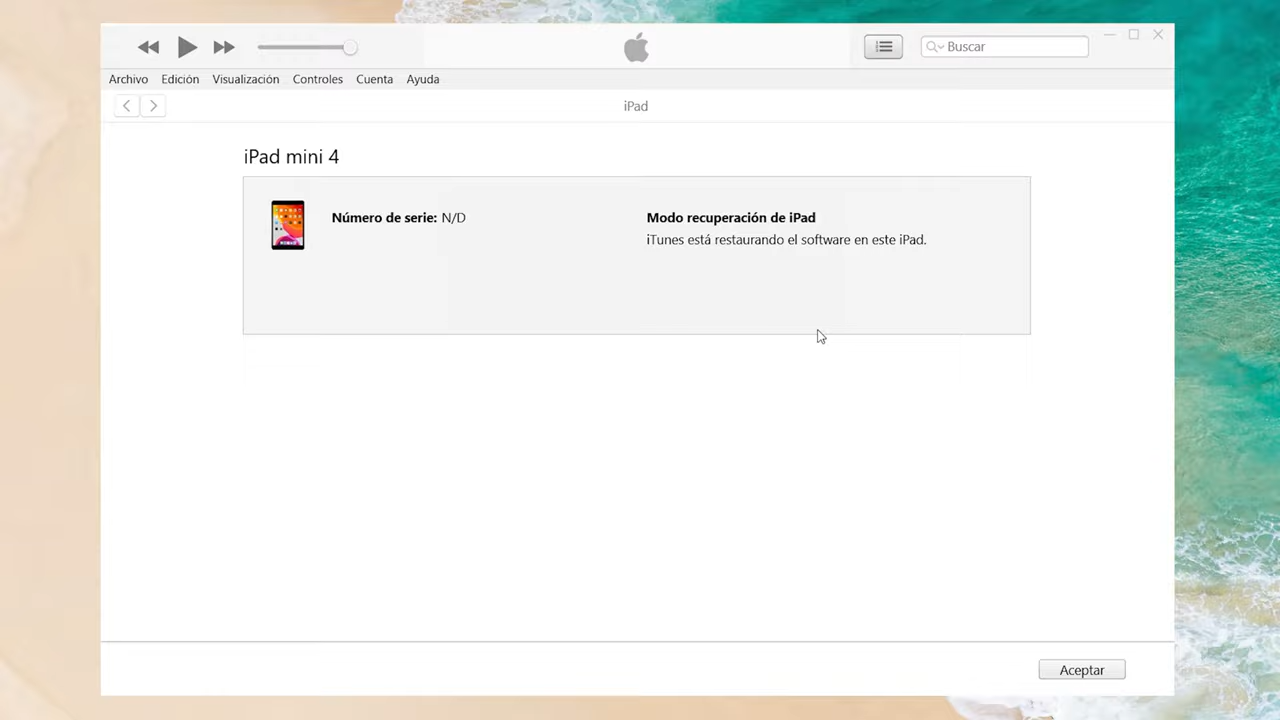 Buscar
Archivo Edición Visualización Controles Cuenta Ayuda
iPad
iPad mini 4
Número de serie: N/D
Modo recuperación de iPad
iTunes está restaurando el software en este iPad.
Aceptar